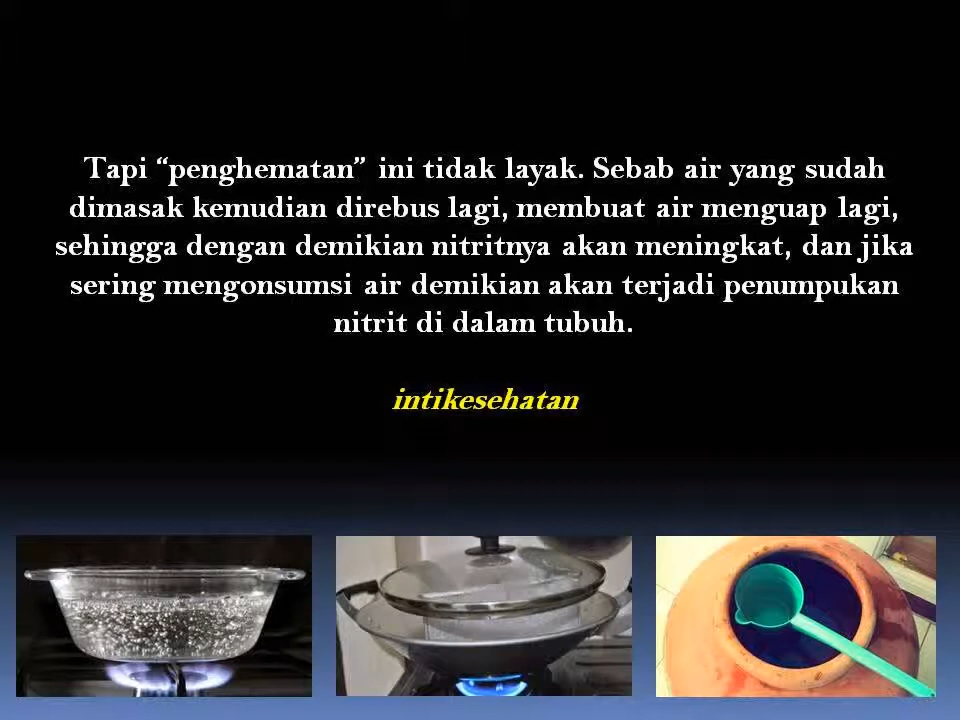 Tapi “penghematan” ini tidak layak. Sebab air yang sudah
dimasak kemudian direbus lagi, membuat air menguap lagi,
sehingga dengan demikian nitritnya akan meningkat, dan jika
sering mengonsumsi air demikian akan terjadi penumpukan
nitrit di dalam tubuh.
intikesehatan